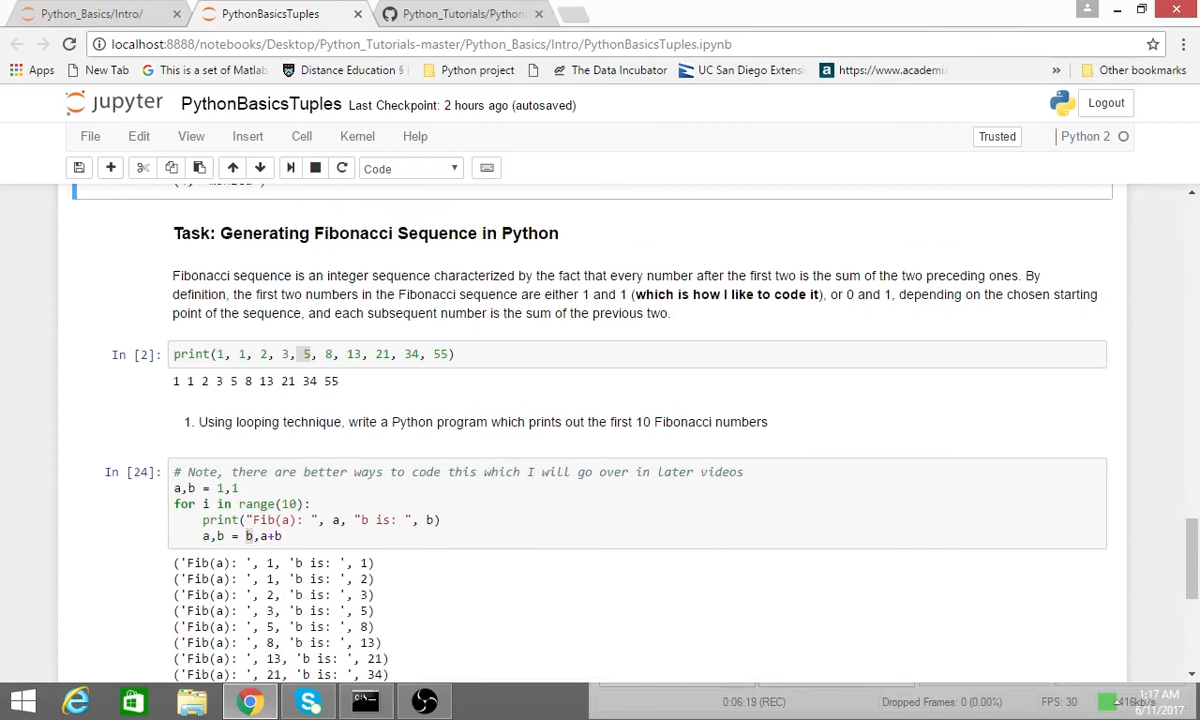 Python_Basics/Intro/
PythonBasicsTuples
Python_Tutorials/Python
localhost:8888/notebooks/Desktop/Python_Tutorials-master/Python_Basics/Intro/PythonBasicsTuples.ipynb
Apps New Tab This is a set of Matlab Distance Education § Python project The Data Incubator UC San Diego Extens https://www.academia » Other bookmarks
jupyter PythonBasicsTuples Last Checkpoint: 2 hours ago (autosaved) Logout
File Edit View Insert Cell Kernel Help Trusted Python 2
Code
Task: Generating Fibonacci Sequence in Python
Fibonacci sequence is an integer sequence characterized by the fact that every number after the first two is the sum of the two preceding ones. By
definition, the first two numbers in the Fibonacci sequence are either 1 and 1 (which is how I like to code it), or 0 and 1, depending on the chosen starting
point of the sequence, and each subsequent number is the sum of the previous two.
In [2]: print(1, 1, 2, 3, 5, 8, 13, 21, 34, 55)
1 1 2 3 5 8 13 21 34 55
1. Using looping technique, write a Python program which prints out the first 10 Fibonacci numbers
In [24]: # Note, there are better ways to code this which I will go over in later videos
a,b = 1,1
for i in range(10):
print("Fib(a): ", a, "b is: ", b)
a,b = b,a+b
('Fib(a): ', 1, 'b is: ', 1)
('Fib(a): ', 1, 'b is: ', 2)
('Fib(a): ', 2, 'b is: ', 3)
('Fib(a): ', 3, 'b is: ', 5)
('Fib(a): ', 5, 'b is: ', 8)
('Fib(a): ', 8, 'b is: ', 13)
('Fib(a): ', 13, 'b is: ', 21)
('Fib(a): ', 21, 'b is: ', 34)
0:06:19 (REC) Dropped Frames: 0 (0.00%) FPS: 30 416kb/s
1:17 AM
6/11/2017